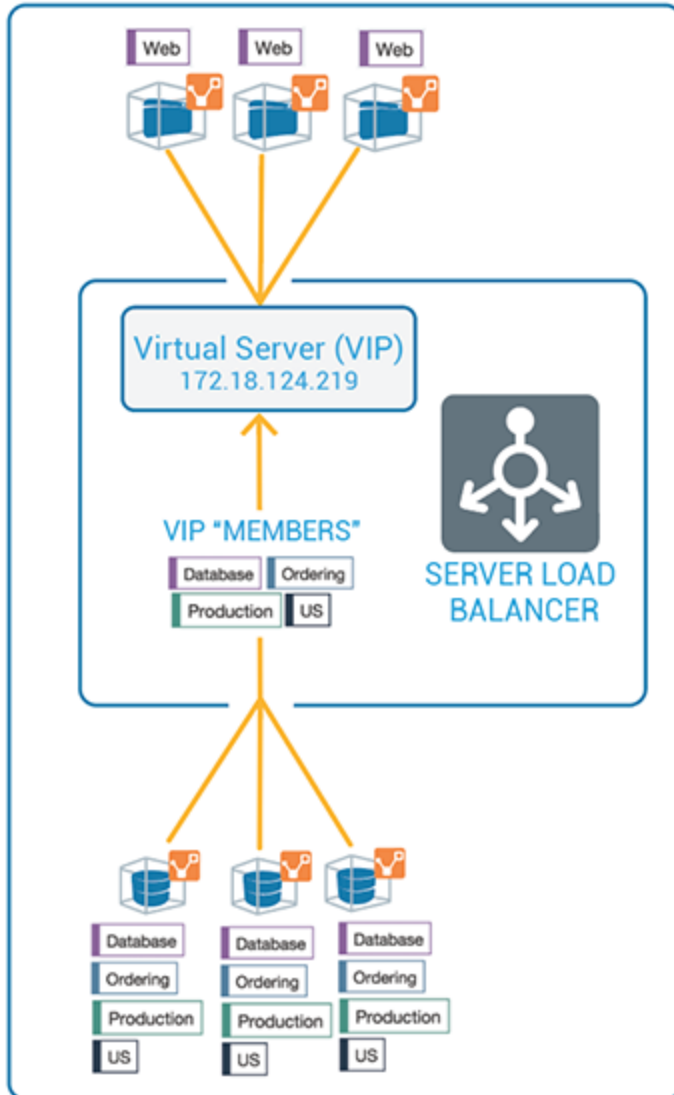 Web
Web
Web
Virtual Server (VIP)
172.18.124.219
VIP “MEMBERS”
Database
Ordering
Production
US
SERVER LOAD
BALANCER
Database
Ordering
Production
US
Database
Ordering
Production
US
Database
Ordering
Production
US